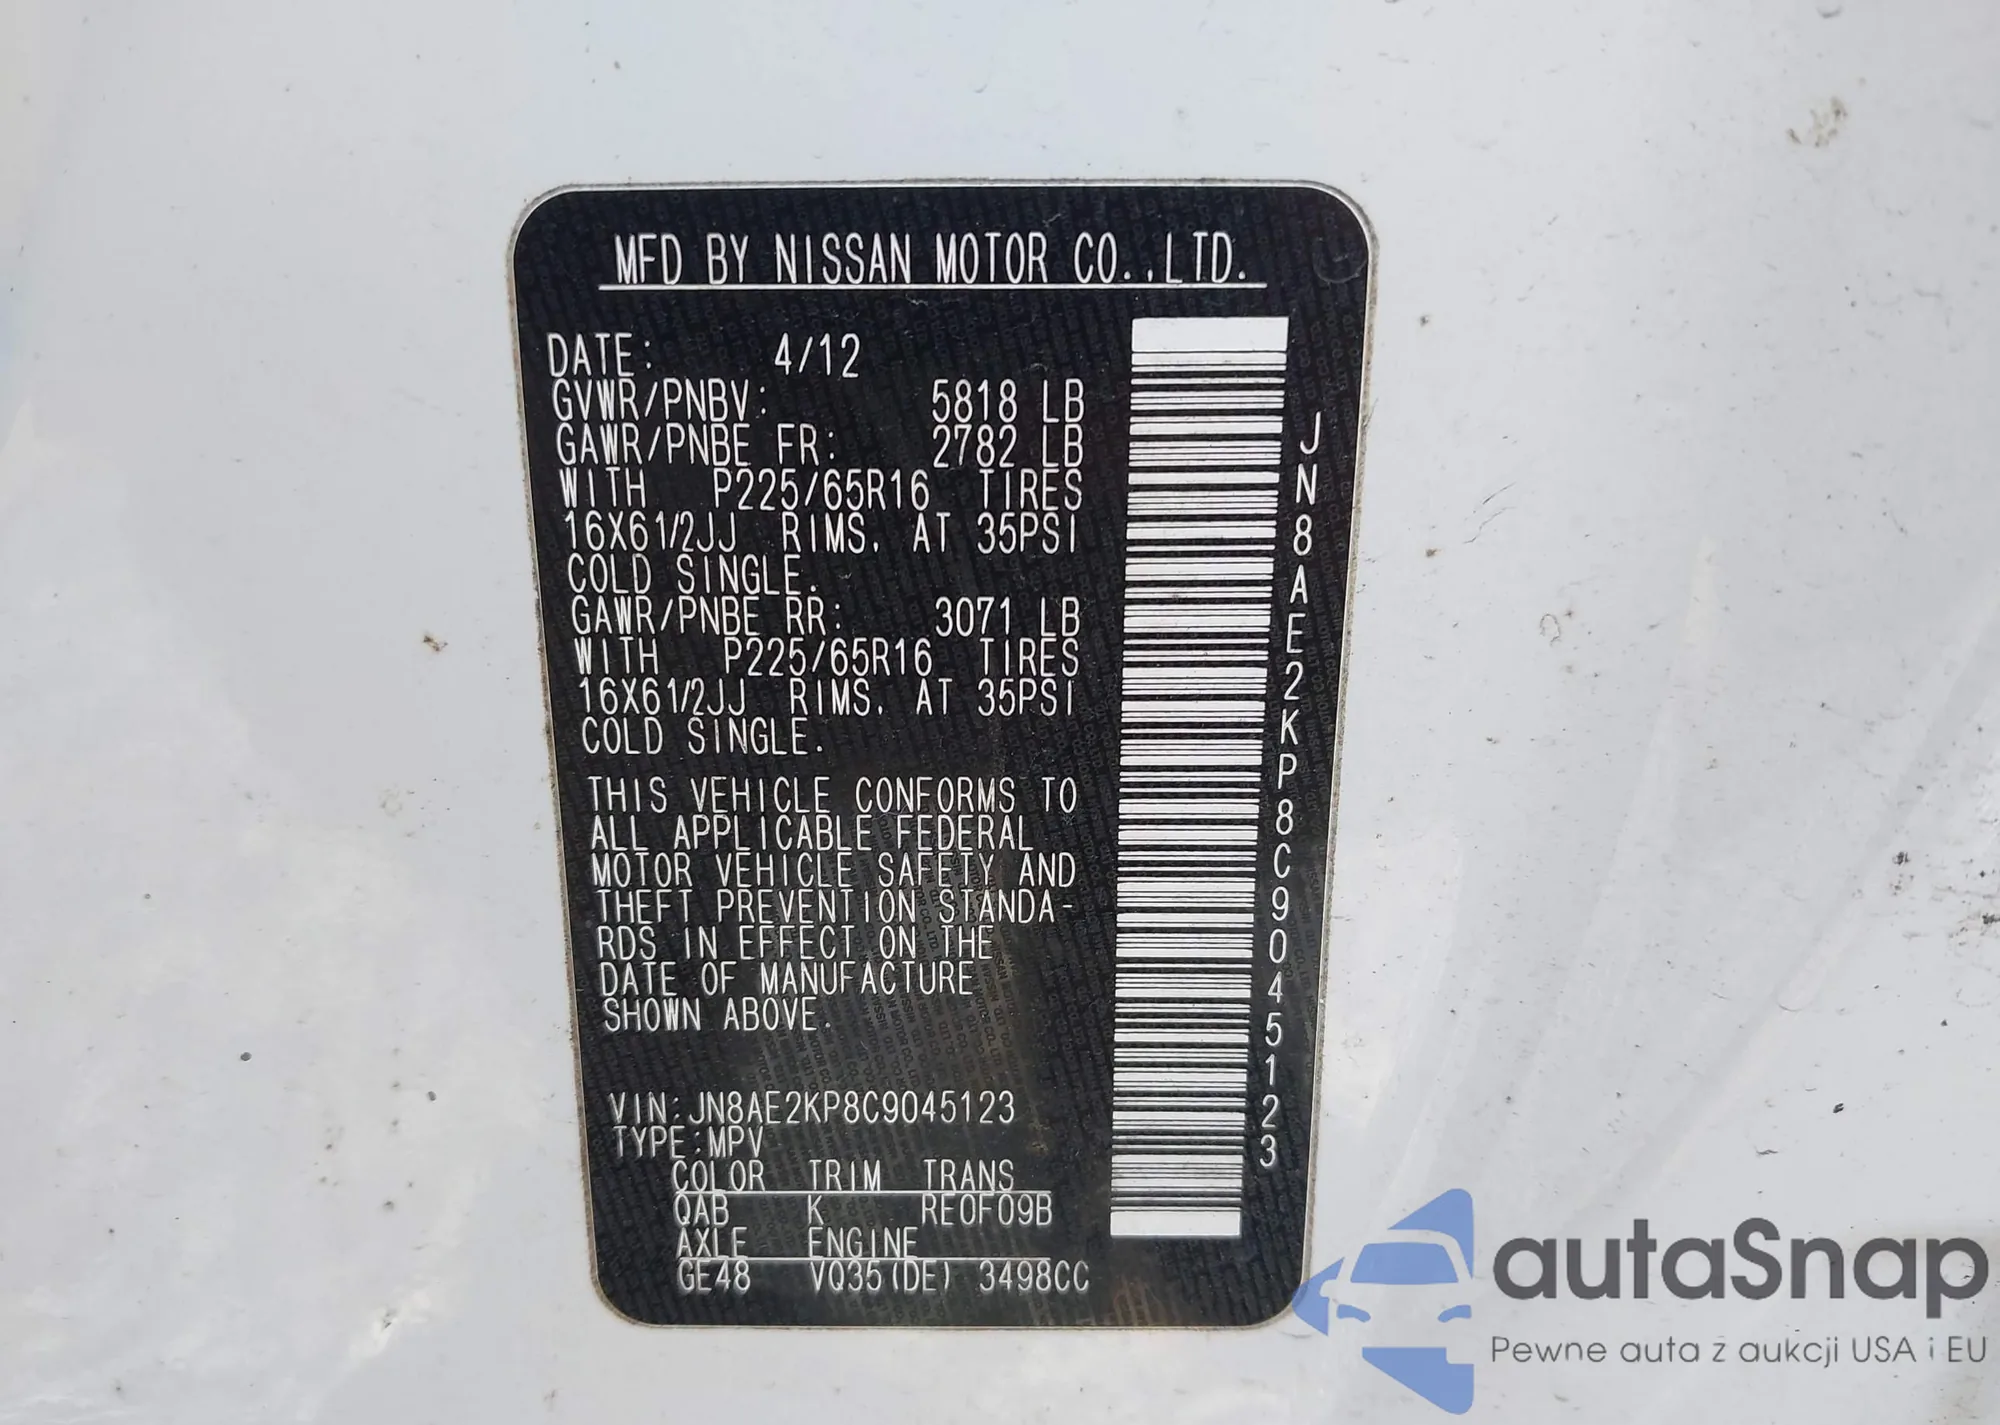 MFD BY NISSAN MOTOR CO.,LTD.
DATE: 4/12
GVWR/PNBV: 5818 LB
GAWR/PNBE FR: 2782 LB
WITH P225/65R16 TIRES
16X61/2JJ RIMS, AT 35PSI
COLD SINGLE.
GAWR/PNBE RR: 3071 LB
WITH P225/65R16 TIRES
16X61/2JJ RIMS, AT 35PSI
COLD SINGLE.
THIS VEHICLE CONFORMS TO
ALL APPLICABLE FEDERAL
MOTOR VEHICLE SAFETY AND
THEFT PREVENTION STANDA-
RDS IN EFFECT ON THE
DATE OF MANUFACTURE
SHOWN ABOVE.
VIN:JN8AE2KP8C9045123
TYPE:MPV
COLOR TRIM TRANS
QAB K RE0F09B
AXLE ENGINE
GE48 VQ35(DE) 3498CC
JN8AE2KP8C9045123
autaSnap
Pewne auta z aukcji USA i EU